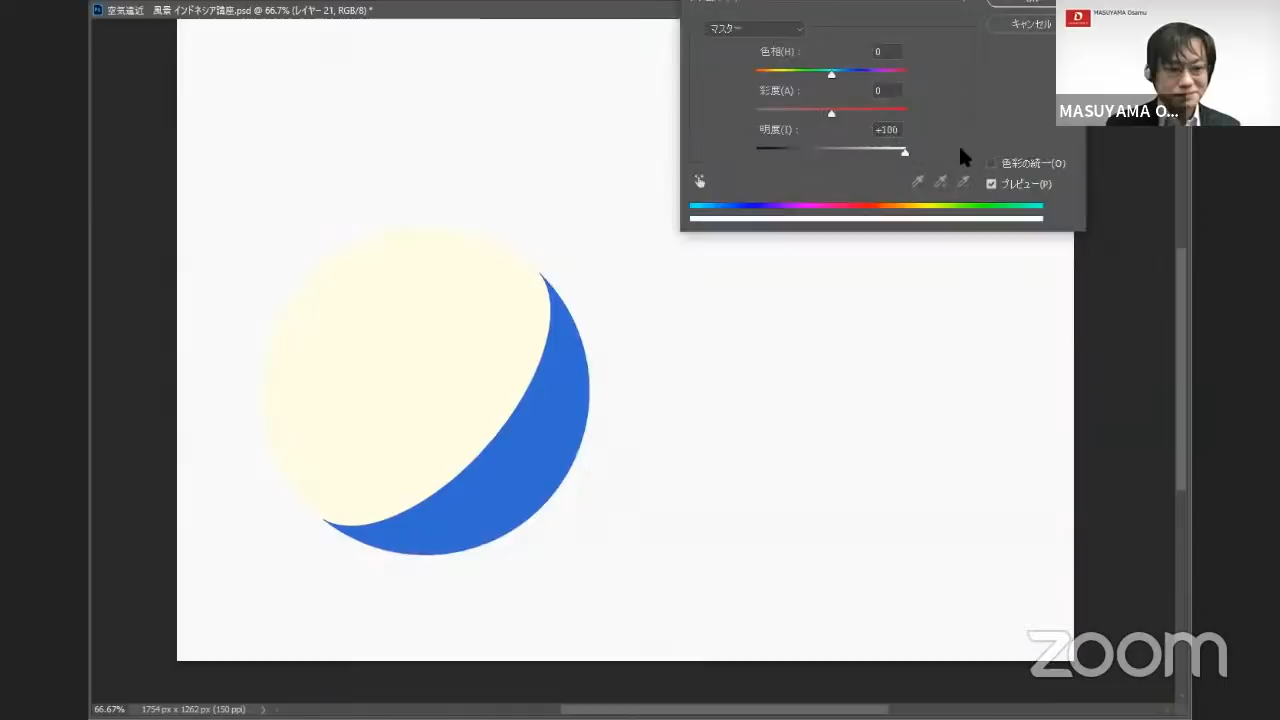 空気遠近　風景 インドネシア講座.psd @ 66.7% (レイヤー 21, RGB/8) *
マスター
キャンセル
色相(H) :
0
彩度(A) :
0
明度(I) :
+100
色彩の統一(O)
プレビュー(P)
MASUYAMA Osamu
MASUYAMA O...
zoom
66.67%
1754 px x 1262 px (150 ppi)